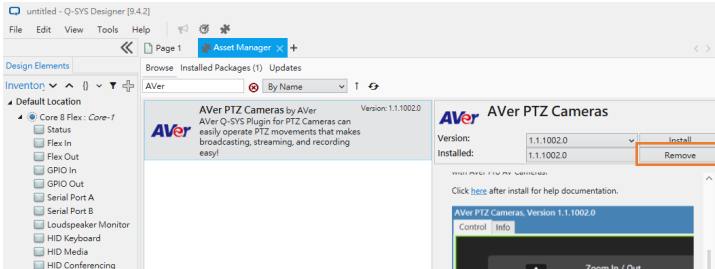 untitled - Q-SYS Designer [9.4.2]
File Edit View Tools Help
Page 1 Asset Manager
Design Elements
Browse Installed Packages (1) Updates
Inventory
AVer
By Name
Default Location
Core 8 Flex : Core-1
Status
Flex In
Flex Out
GPIO In
GPIO Out
Serial Port A
Serial Port B
Loudspeaker Monitor
HID Keyboard
HID Media
HID Conferencing
AVer
AVer PTZ Cameras by AVer
Version: 1.1.1002.0
AVer Q-SYS Plugin for PTZ Cameras can
easily operate PTZ movements that makes
broadcasting, streaming, and recording
easy!
AVer
AVer PTZ Cameras
Version: 1.1.1002.0 Install
Installed: 1.1.1002.0 Remove
Click here after install for help documentation.
AVer PTZ Cameras, Version 1.1.1002.0
Control Info
Zoom In / Out